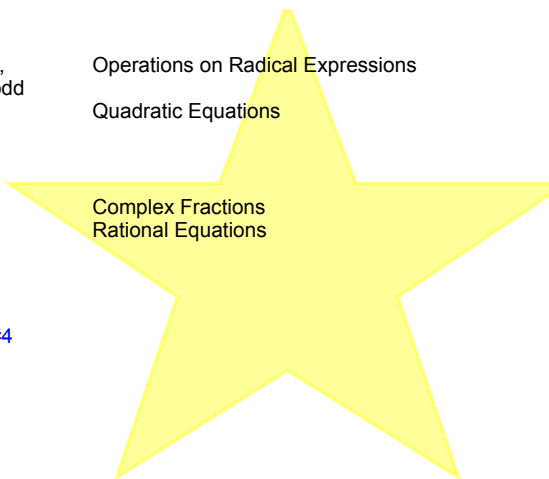 Operations on Radical Expressions
Quadratic Equations
Complex Fractions
Rational Equations